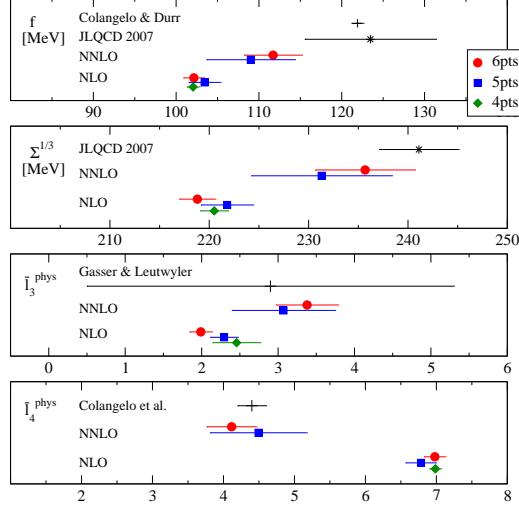 f
[MeV]
Colangelo & Durr
JLQCD 2007
NNLO
NLO
6pts
5pts
4pts
90 100 110 120 130
Σ^1/3
[MeV]
JLQCD 2007
NNLO
NLO
210 220 230 240 250
l̄_3^phys
Gasser & Leutwyler
NNLO
NLO
0 1 2 3 4 5 6
l̄_4^phys
Colangelo et al.
NNLO
NLO
2 3 4 5 6 7 8